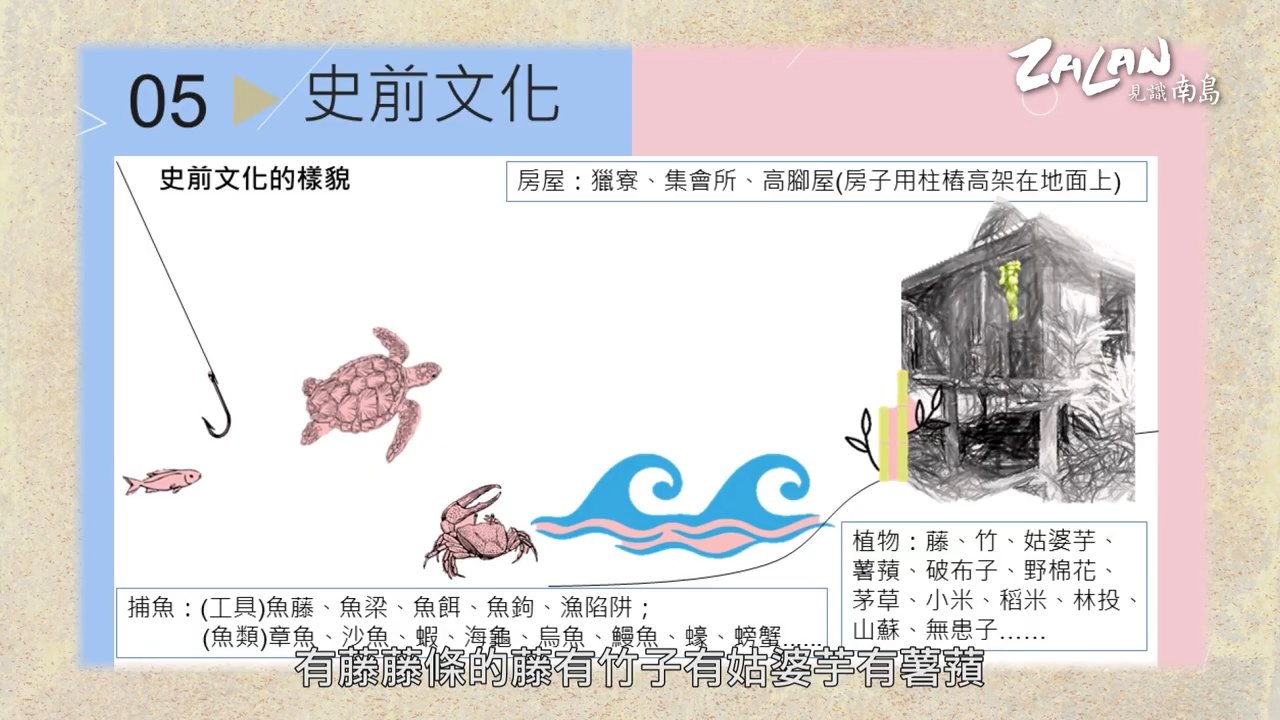 ZALAN
見識南島
05 史前文化
史前文化的樣貌
房屋：獵寮、集會所、高腳屋(房子用柱樁高架在地面上)
植物：藤、竹、姑婆芋、
薯蘋、破布子、野棉花、
茅草、小米、稻米、林投、
山蘇、無患子......
捕魚：(工具)魚藤、魚梁、魚餌、魚鉤、漁陷阱；
(魚類)章魚、沙魚、蝦、海龜、烏魚、鰻魚、蠔、螃蟹......
有藤藤條的藤有竹子有姑婆芋有薯蘋